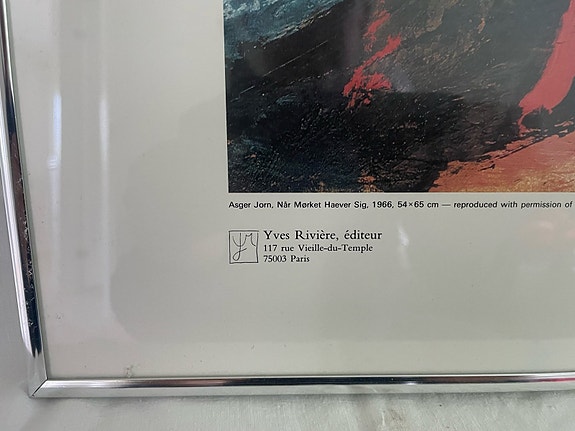 Asger Jorn, Når Mørket Haever Sig, 1966, 54×65 cm — reproduced with permission of
Yves Rivière, éditeur
117 rue Vieille-du-Temple
75003 Paris